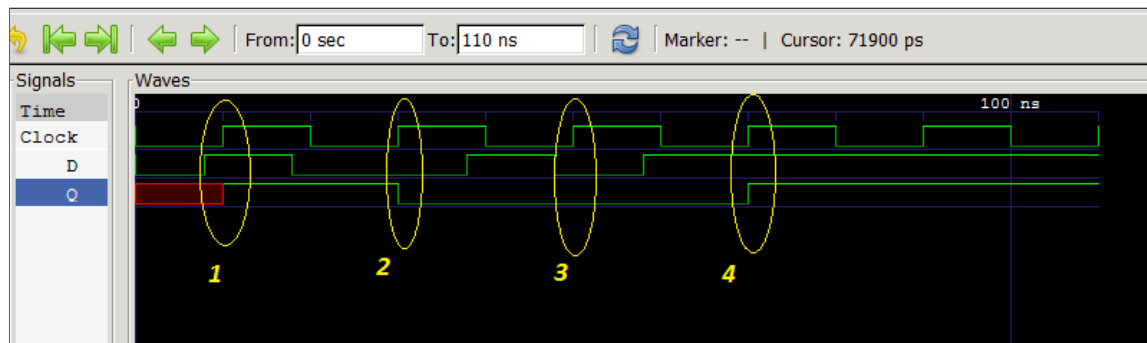 From: 0 sec To: 110 ns Marker: -- | Cursor: 71900 ps
Signals Waves
Time 0 100 ns
Clock
D
Q
1 2 3 4